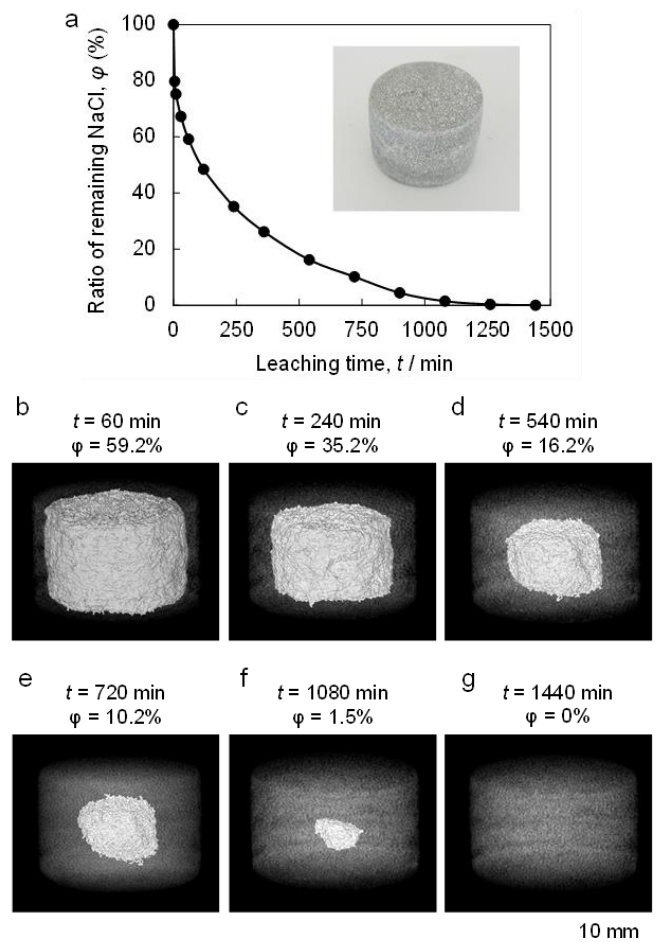 a
100
80
60
40
20
0
Ratio of remaining NaCl, φ (%)
0 250 500 750 1000 1250 1500
Leaching time, t / min
b c d
t = 60 min t = 240 min t = 540 min
φ = 59.2% φ = 35.2% φ = 16.2%
e f g
t = 720 min t = 1080 min t = 1440 min
φ = 10.2% φ = 1.5% φ = 0%
10 mm